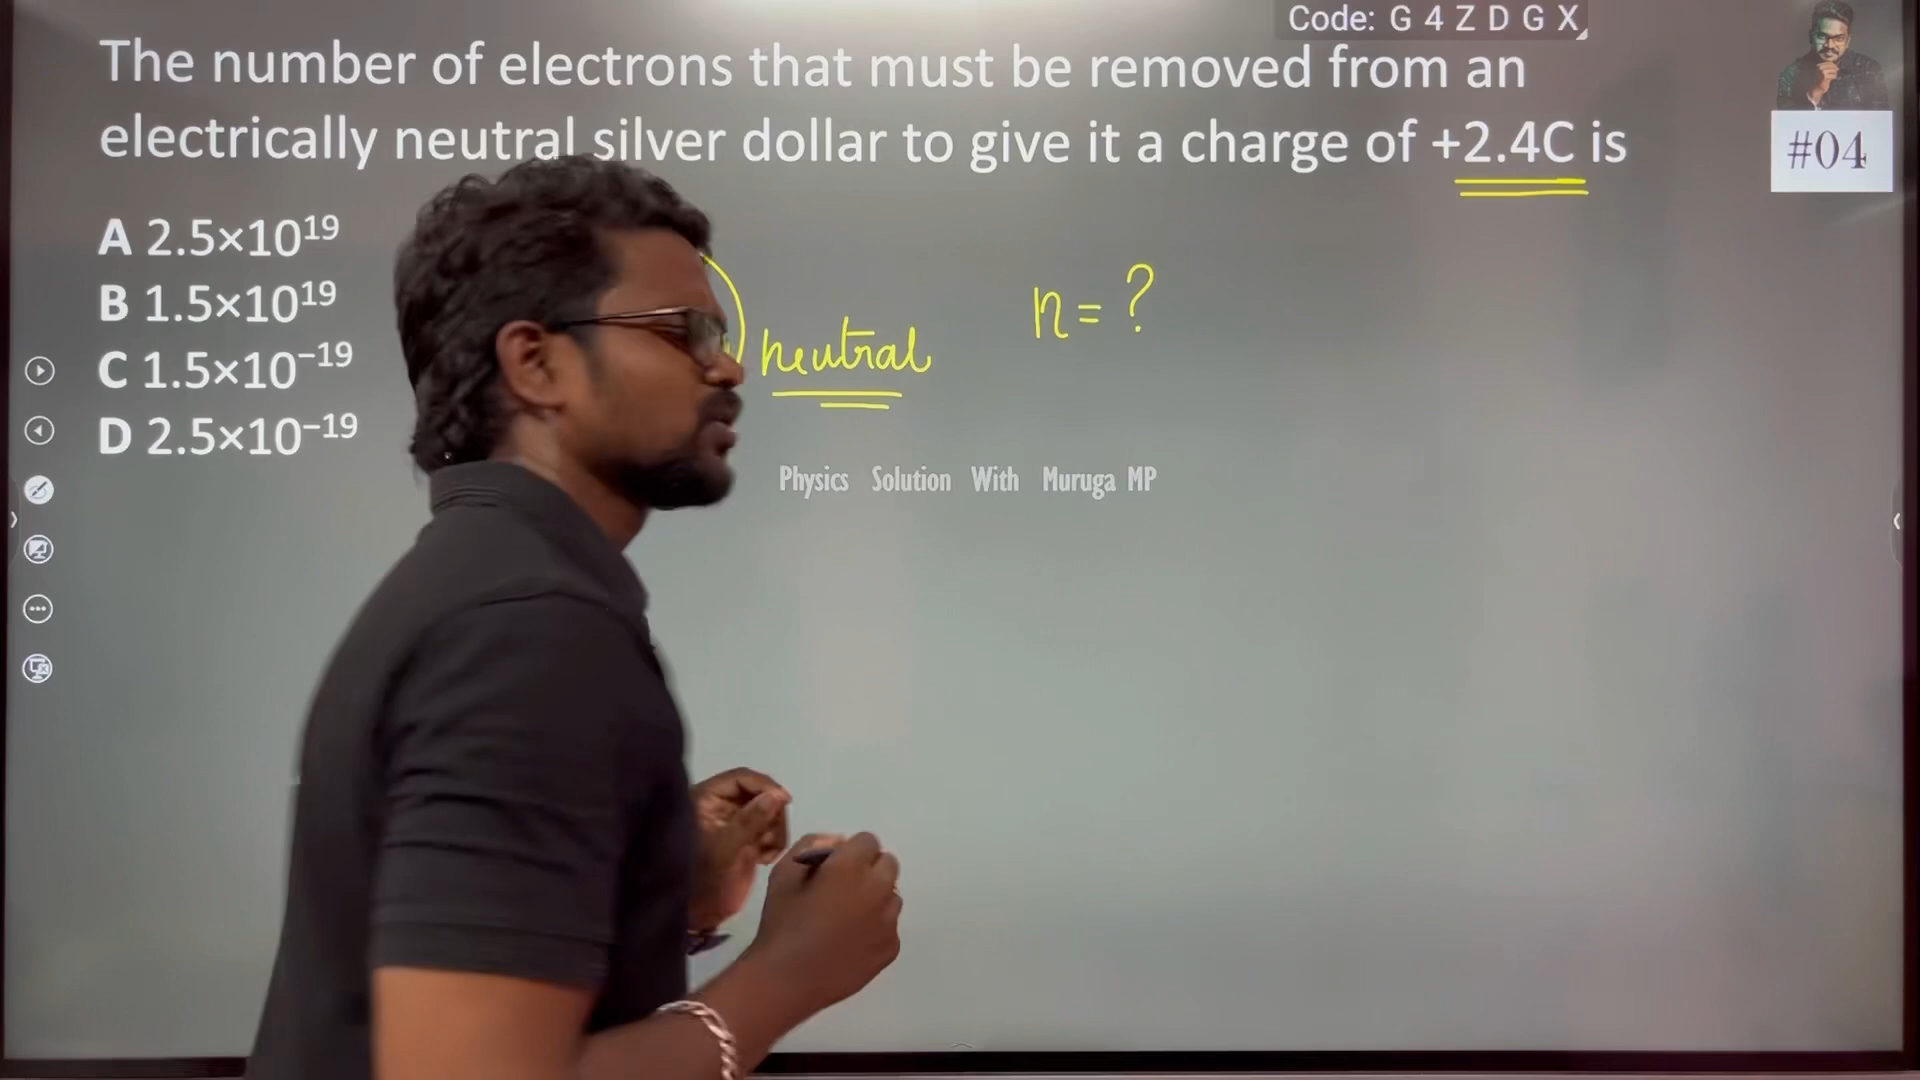 Code: G 4 Z D G X
The number of electrons that must be removed from an
electrically neutral silver dollar to give it a charge of +2.4C is
#04
A 2.5×10¹⁹
B 1.5×10¹⁹
C 1.5×10⁻¹⁹
D 2.5×10⁻¹⁹
neutral
n = ?
Physics Solution With Muruga MP